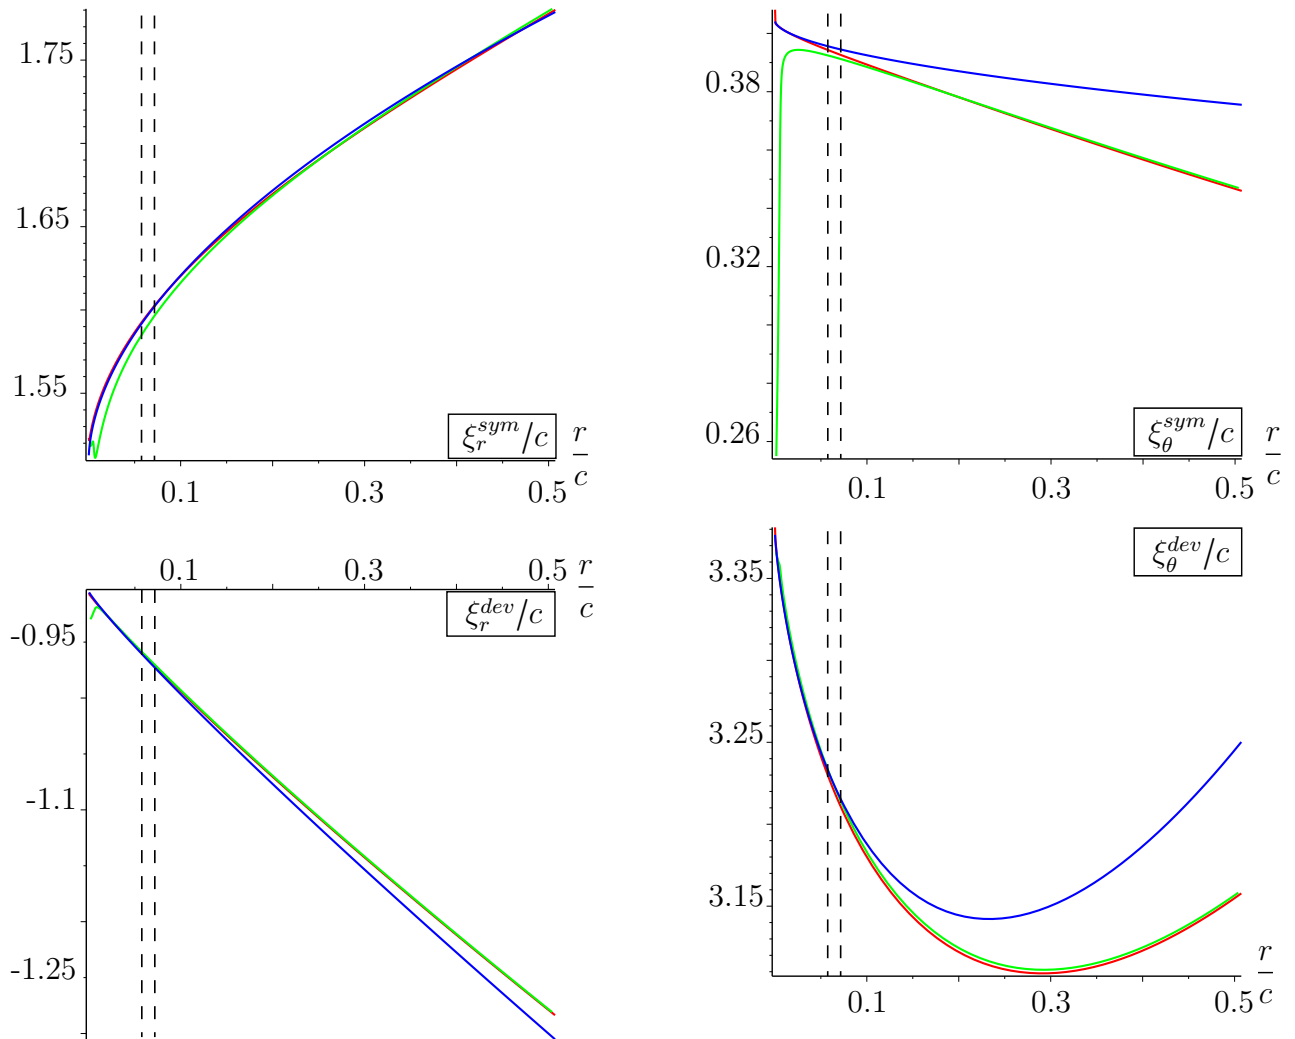 1.75
1.65
1.55
ξ_r^{sym}/c
r/c
0.1 0.3 0.5
0.38
0.32
0.26
ξ_θ^{sym}/c
r/c
0.1 0.3 0.5
0.1 0.3 0.5
r/c
ξ_r^{dev}/c
-0.95
-1.1
-1.25
ξ_θ^{dev}/c
3.35
3.25
3.15
r/c
0.1 0.3 0.5